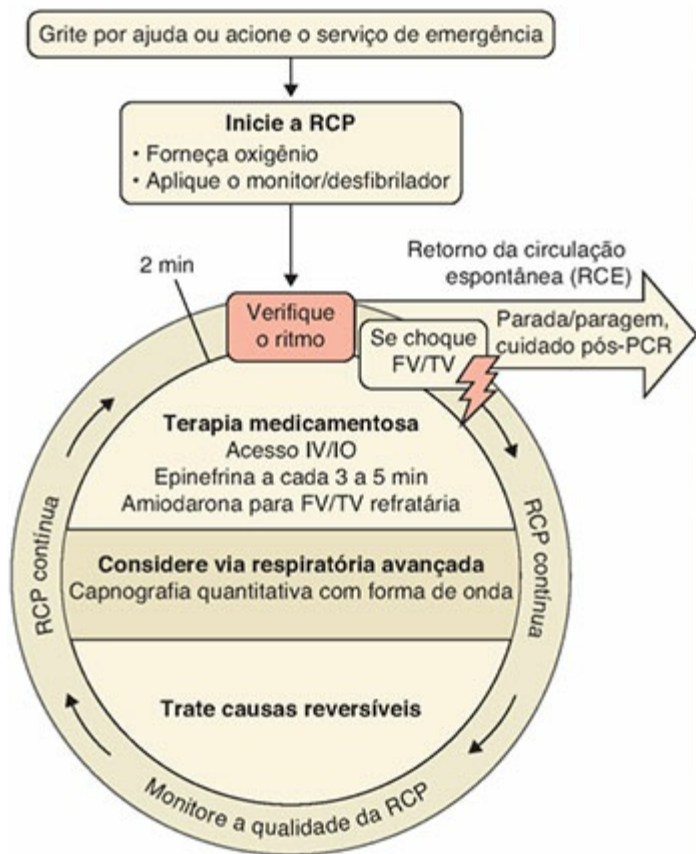 Grite por ajuda ou acione o serviço de emergência
Inicie a RCP
• Forneça oxigênio
• Aplique o monitor/desfibrilador
2 min
Retorno da circulação
espontânea (RCE)
Verifique
o ritmo
Se choque
FV/TV
Parada/paragem,
cuidado pós-PCR
Terapia medicamentosa
Acesso IV/IO
Epinefrina a cada 3 a 5 min
Amiodarona para FV/TV refratária
RCP contínua
RCP contínua
Considere via respiratória avançada
Capnografia quantitativa com forma de onda
Trate causas reversíveis
Monitore a qualidade da RCP